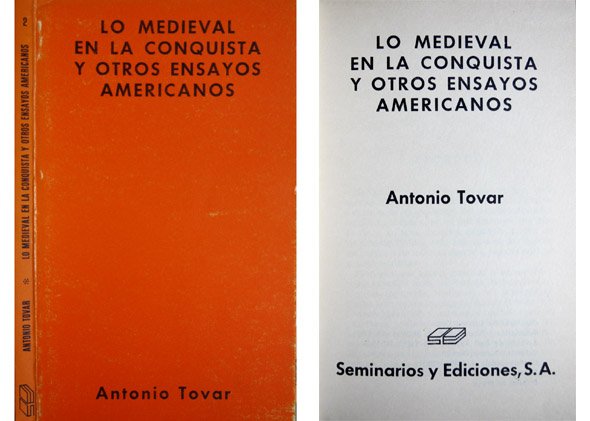 2
LO MEDIEVAL EN LA CONQUISTA Y OTROS ENSAYOS AMERICANOS
*
ANTONIO TOVAR
LO MEDIEVAL
EN LA CONQUISTA
Y OTROS ENSAYOS
AMERICANOS
Antonio Tovar
LO MEDIEVAL
EN LA CONQUISTA
Y OTROS ENSAYOS
AMERICANOS
Antonio Tovar
Seminarios y Ediciones, S.A.